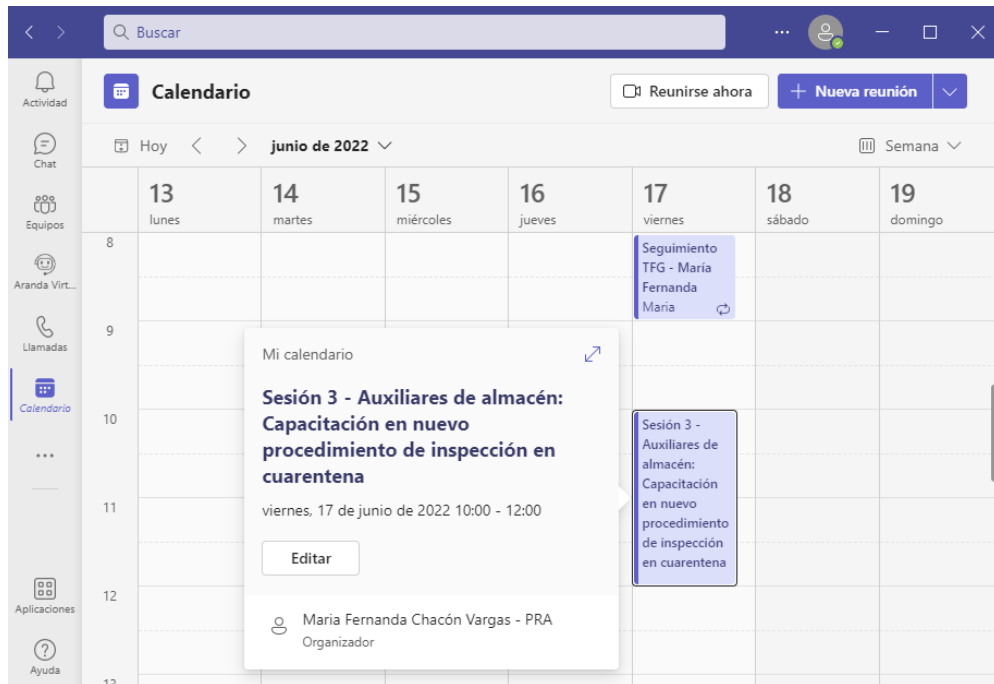 Buscar
Actividad
Chat
Equipos
Aranda Virt...
Llamadas
Calendario
Aplicaciones
Ayuda
Calendario
Reunirse ahora
Nueva reunión
Hoy
junio de 2022
Semana
13
lunes
14
martes
15
miércoles
16
jueves
17
viernes
18
sábado
19
domingo
8
9
10
11
12
13
Seguimiento
TFG - María
Fernanda
Maria
Sesión 3 -
Auxiliares de
almacén:
Capacitación
en nuevo
procedimiento
de inspección
en cuarentena
Mi calendario
Sesión 3 - Auxiliares de almacén:
Capacitación en nuevo
procedimiento de inspección en
cuarentena
viernes, 17 de junio de 2022 10:00 - 12:00
Editar
Maria Fernanda Chacón Vargas - PRA
Organizador